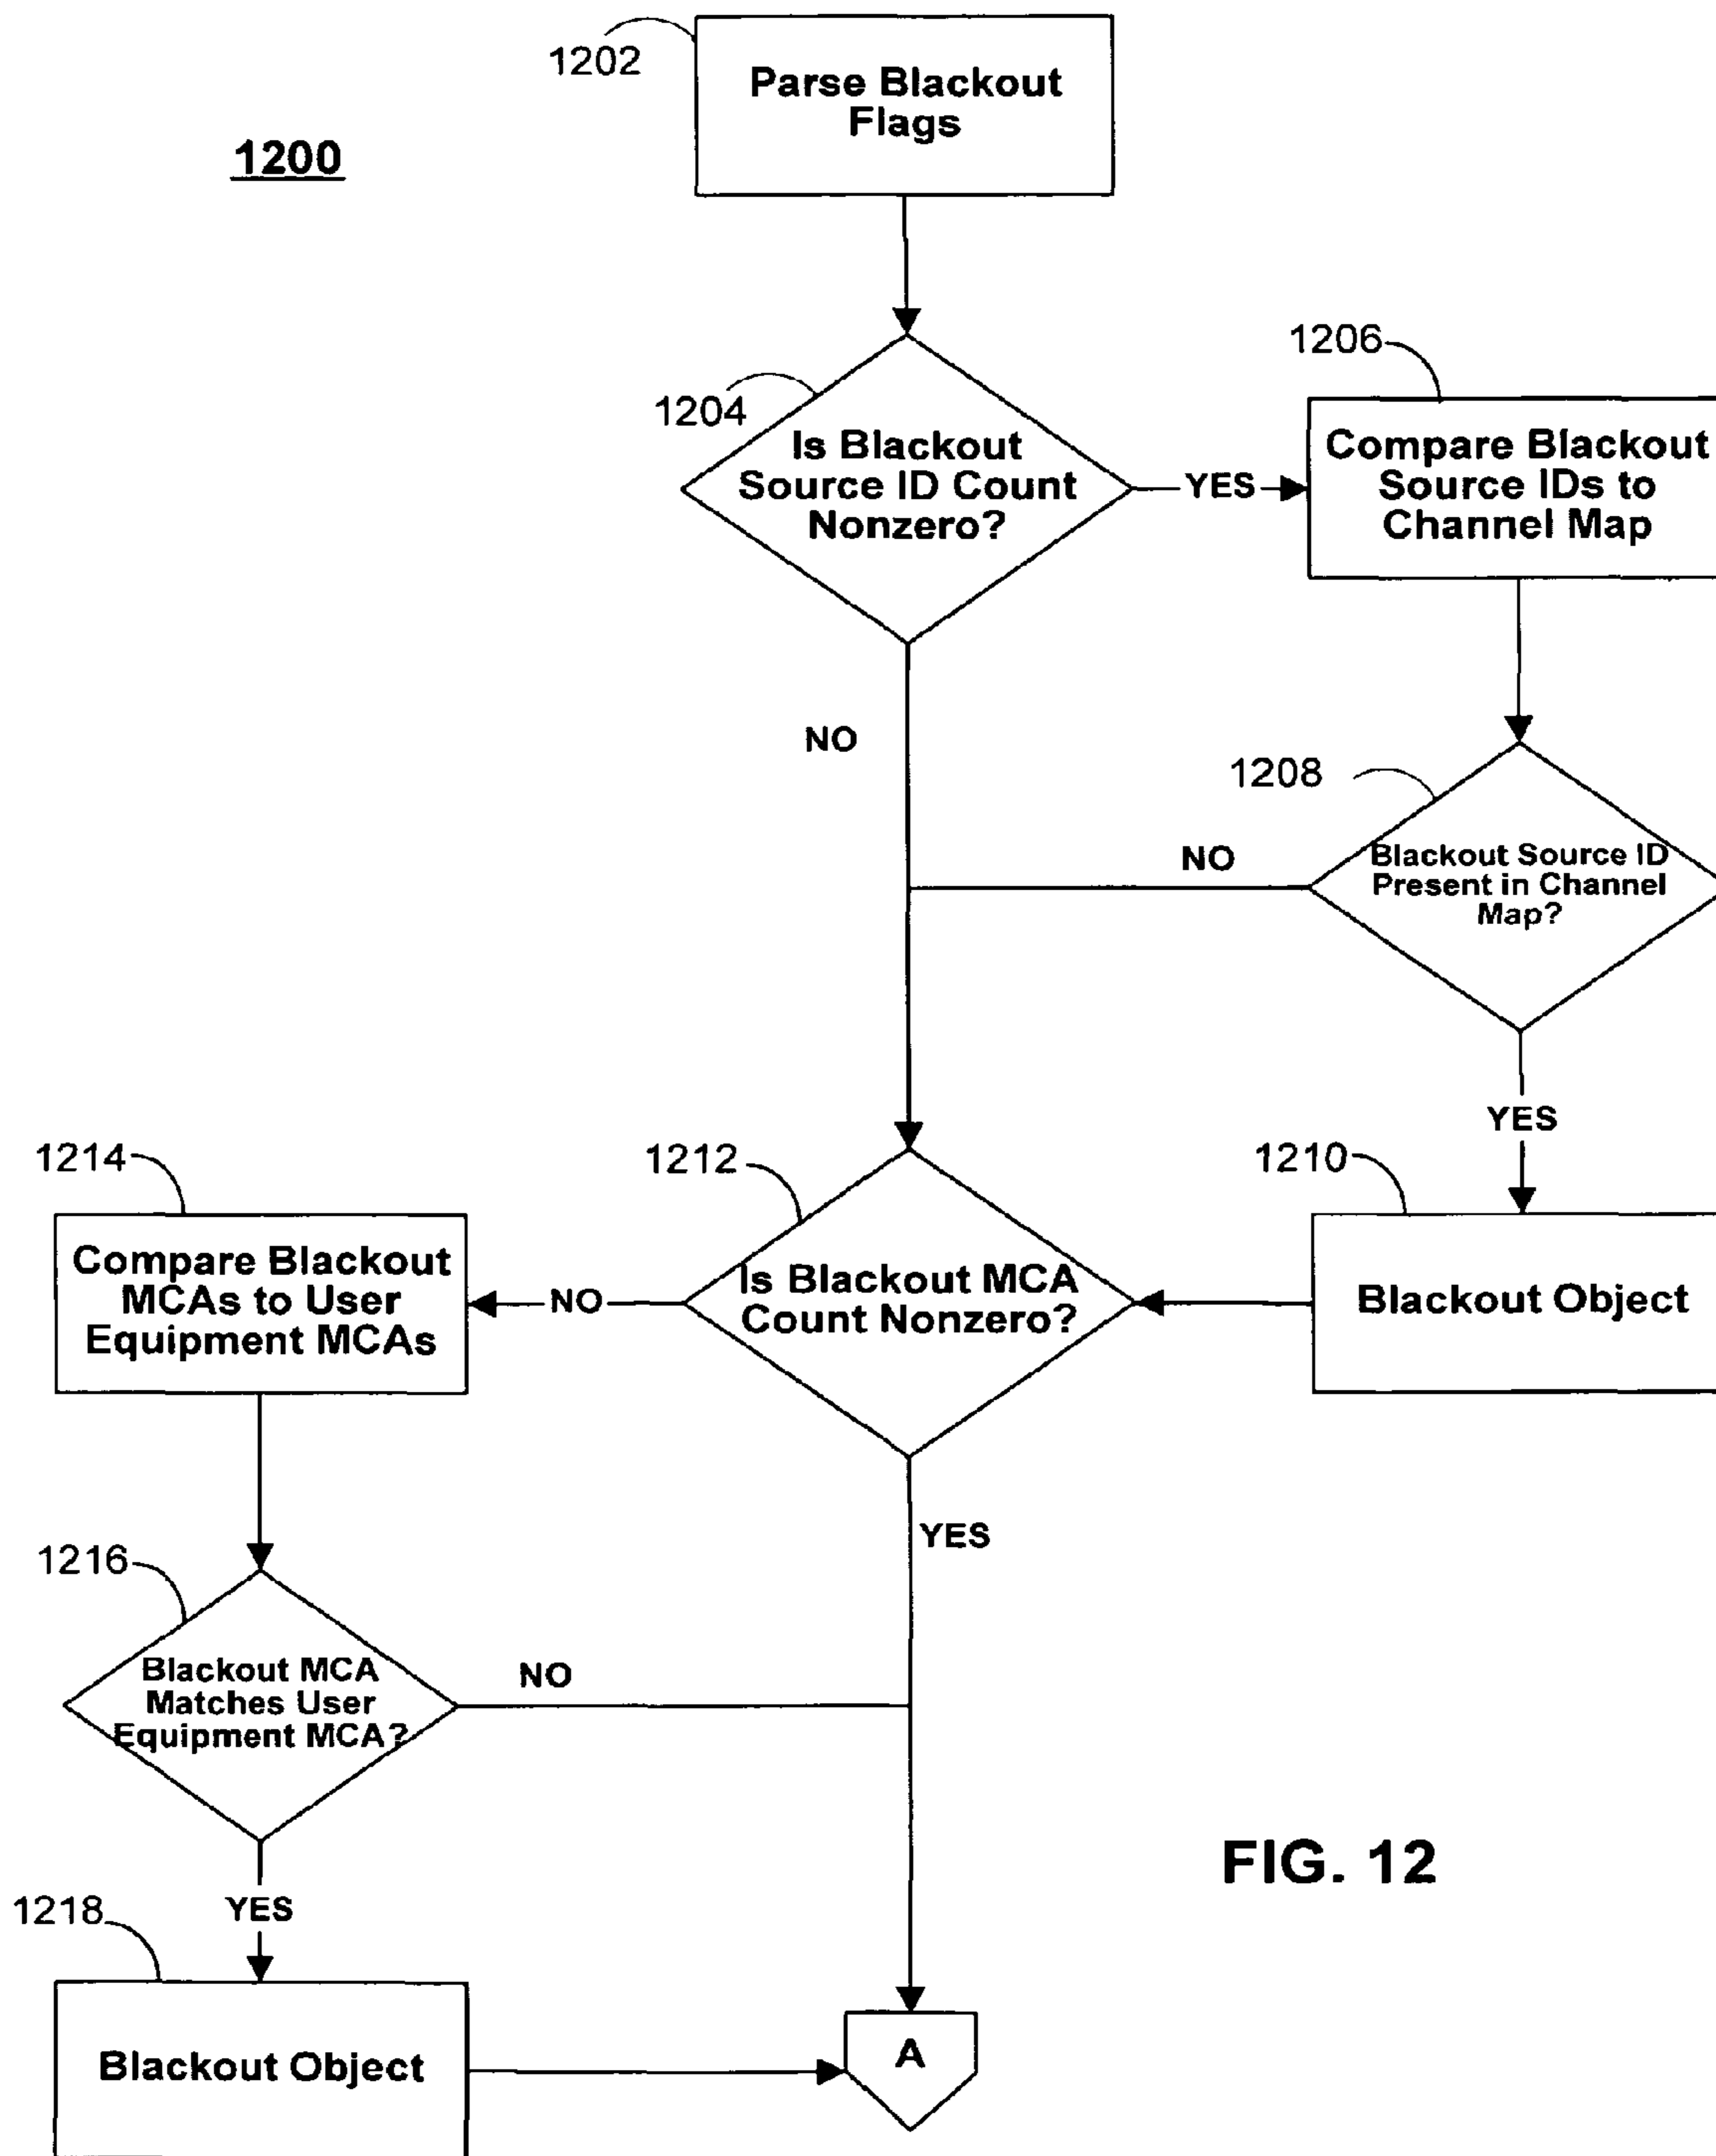 1202
Parse Blackout
Flags
1200
1204
Is Blackout
Source ID Count
Nonzero?
YES
1206
Compare Blackout
Source IDs to
Channel Map
NO
1208
Blackout Source ID
Present in Channel
Map?
NO
YES
1210
Blackout Object
1212
Is Blackout MCA
Count Nonzero?
NO
1214
Compare Blackout
MCAs to User
Equipment MCAs
YES
1216
Blackout MCA
Matches User
Equipment MCA?
NO
YES
1218
Blackout Object
A
FIG. 12